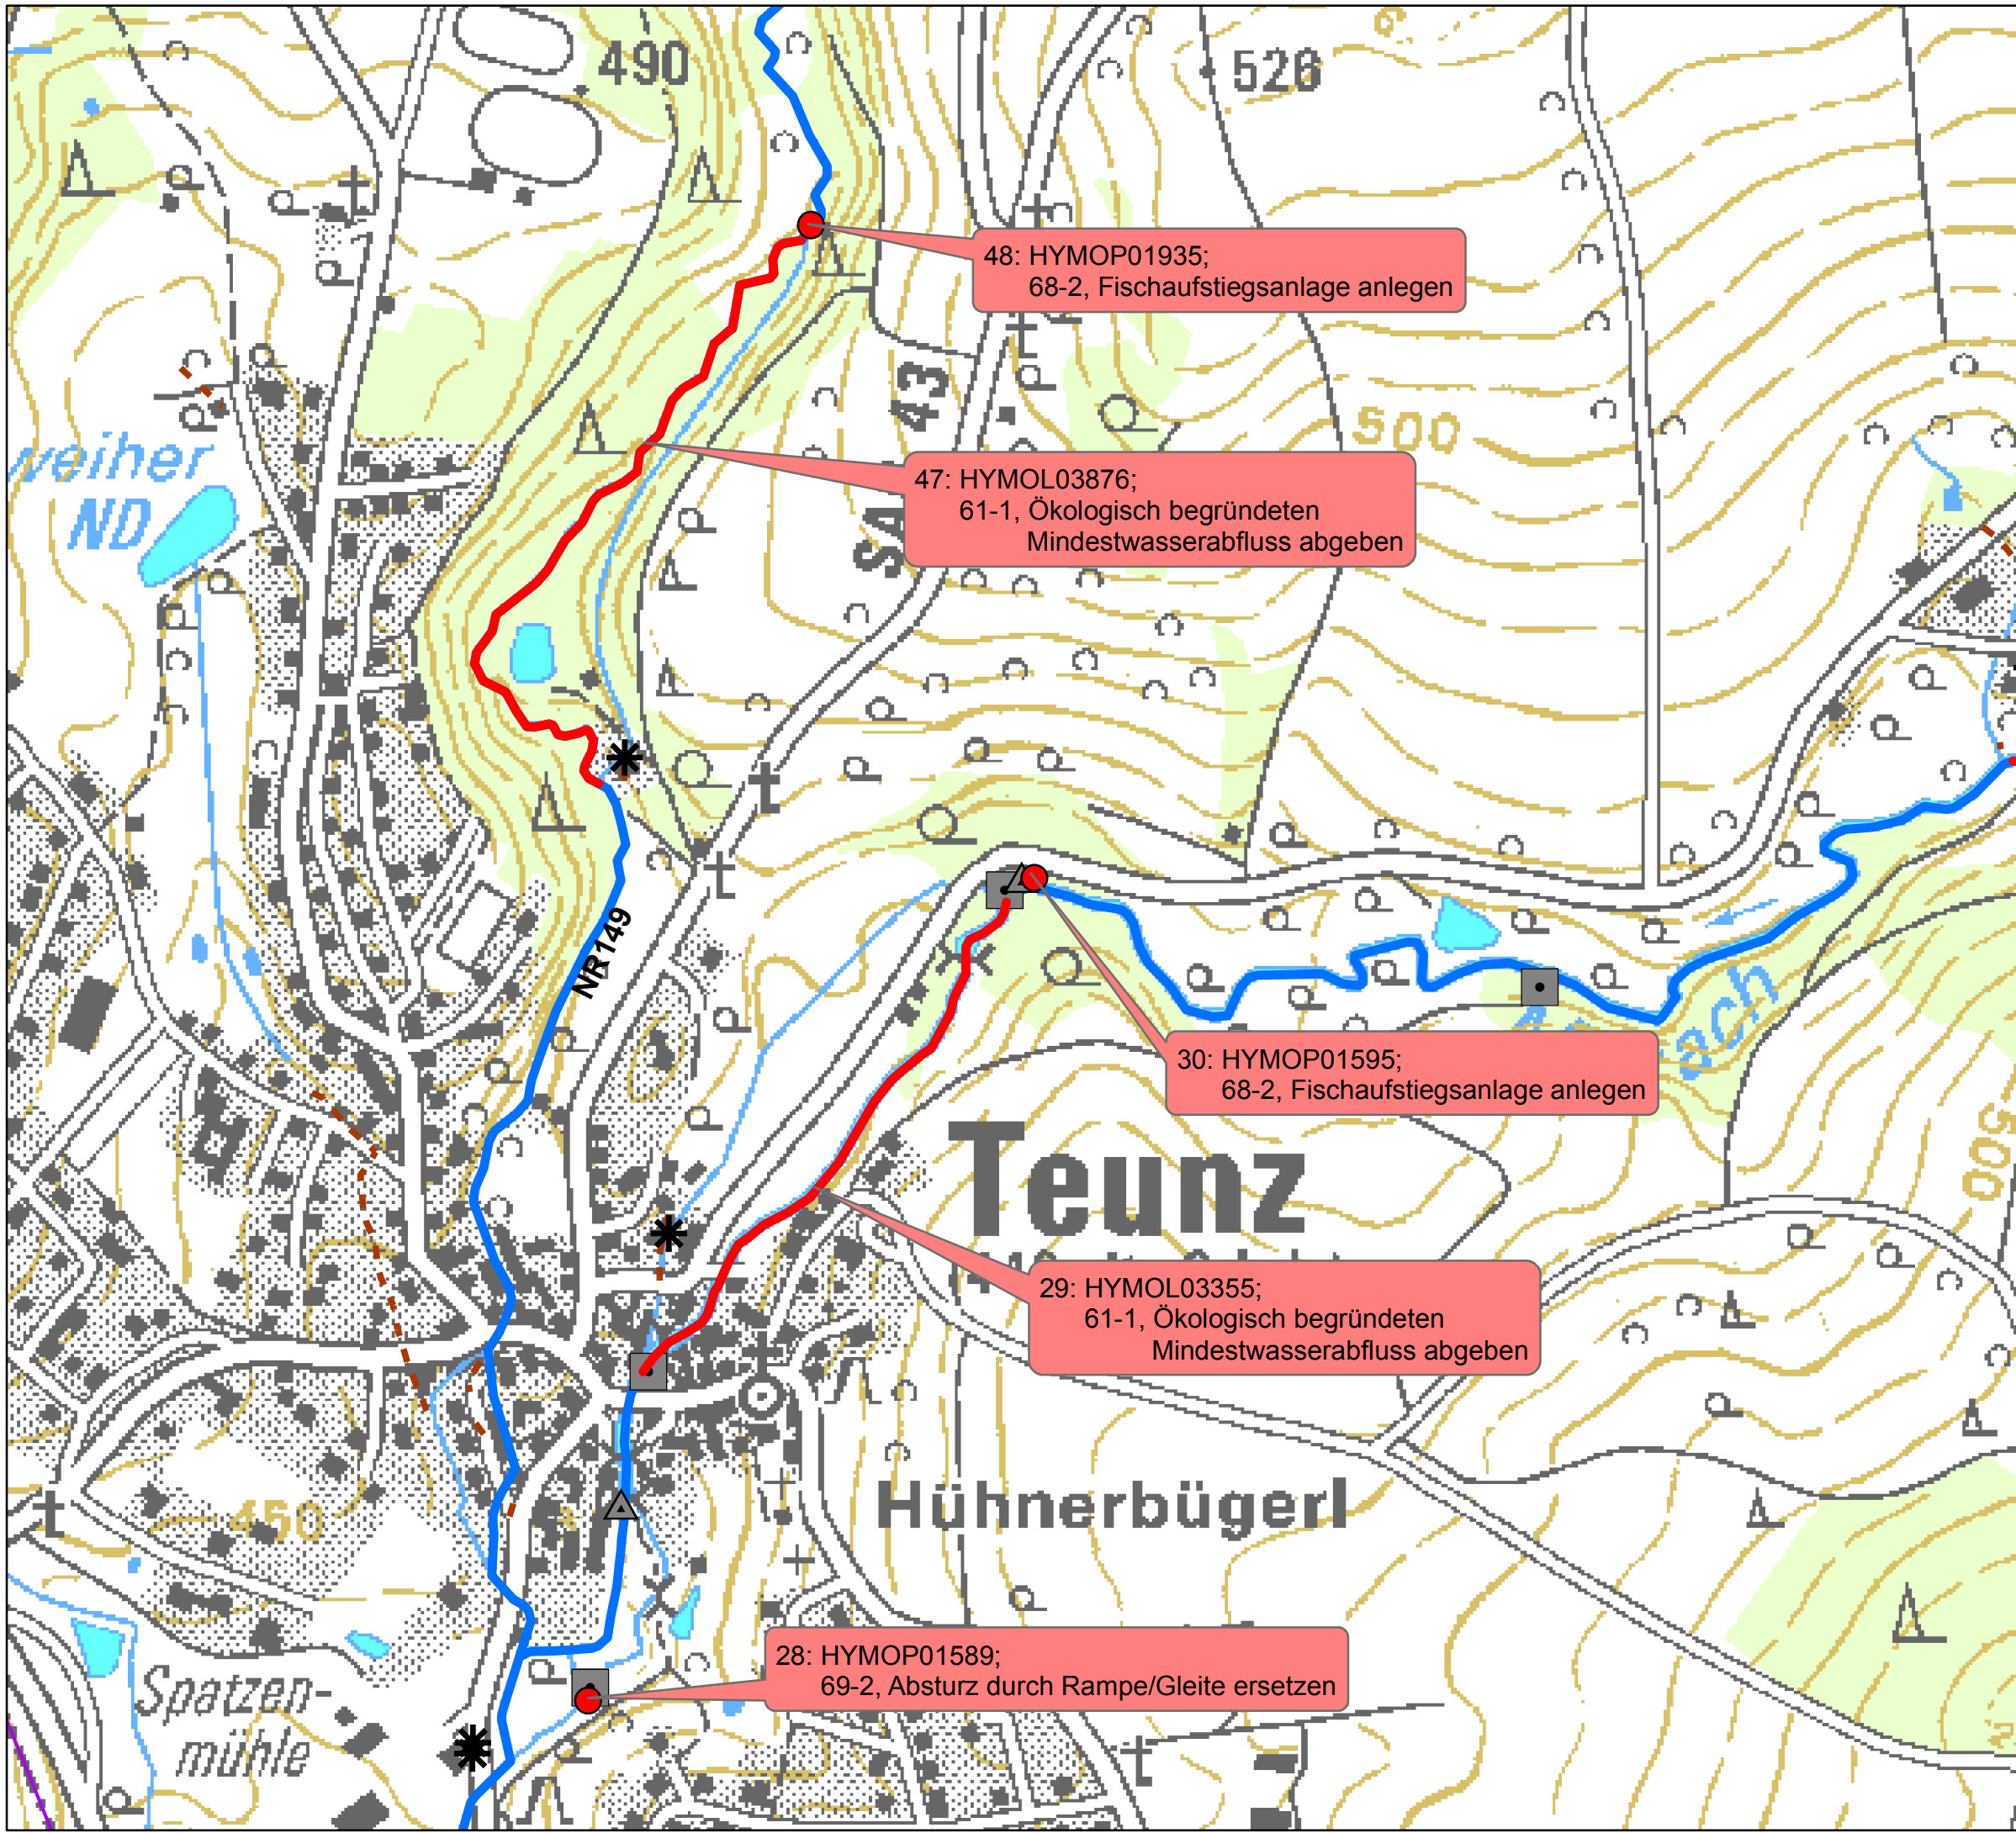 490
526
48: HYMOP01935;
68-2, Fischaufstiegsanlage anlegen
43
500
weiher
ND
47: HYMOL03876;
61-1, Ökologisch begründeten
Mindestwasserabfluss abgeben
NR149
30: HYMOP01595;
68-2, Fischaufstiegsanlage anlegen
500
Teunz
29: HYMOL03355;
61-1, Ökologisch begründeten
Mindestwasserabfluss abgeben
450
Hühnerbügerl
28: HYMOP01589;
69-2, Absturz durch Rampe/Gleite ersetzen
Spatzen-
mühle